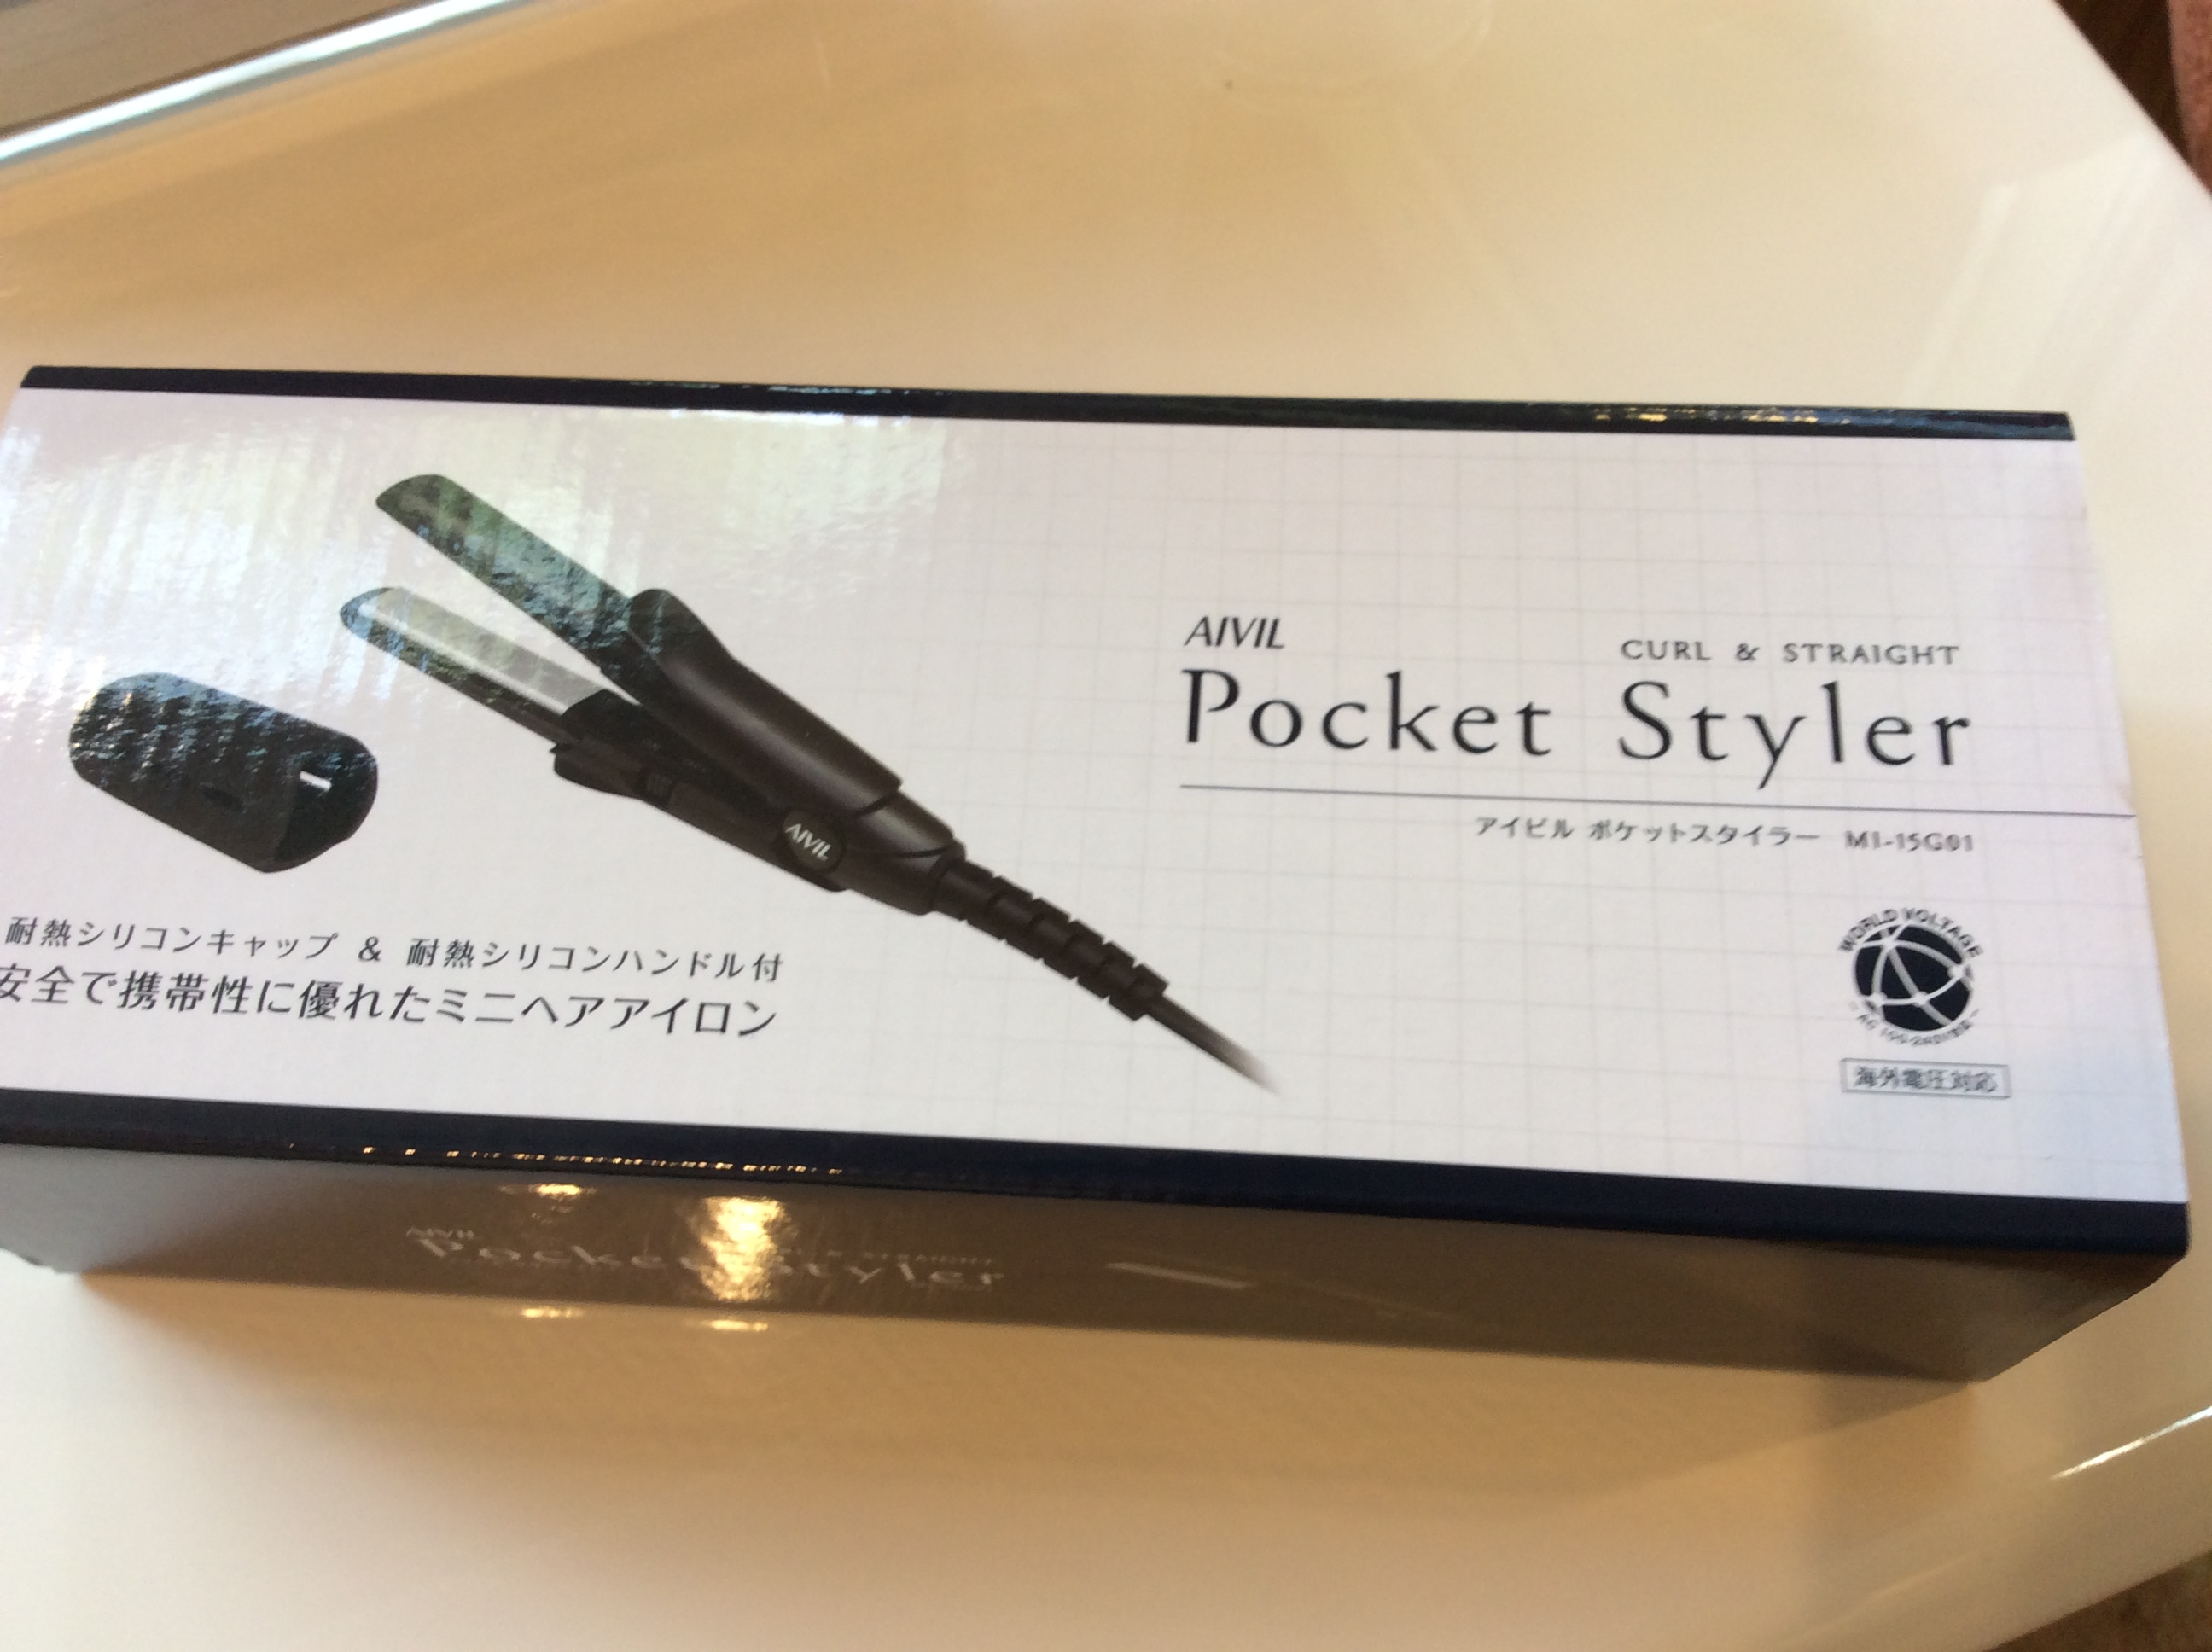 AIVIL
CURL & STRAIGHT
Pocket Styler
アイビル ポケットスタイラー MI-15G01
AIVIL
耐熱シリコンキャップ & 耐熱シリコンハンドル付
安全で携帯性に優れたミニヘアアイロン
WORLD VOLTAGE
海外電圧対応
AIVIL
Pocket Styler